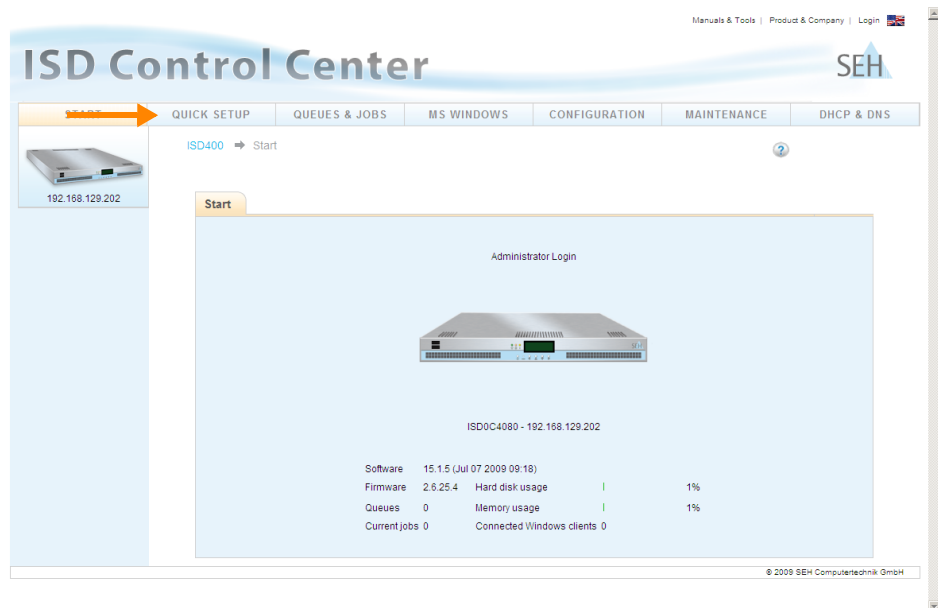 Manuals & Tools | Product & Company | Login
ISD Control Center
SEH
START QUICK SETUP QUEUES & JOBS MS WINDOWS CONFIGURATION MAINTENANCE DHCP & DNS
ISD400 Start
?
192.168.129.202
Start
Administrator Login
ISD0C4080 - 192.168.129.202
Software 15.1.5 (Jul 07 2009 09:18)
Firmware 2.6.25.4 Hard disk usage 1%
Queues 0 Memory usage 1%
Current jobs 0 Connected Windows clients 0
© 2009 SEH Computertechnik GmbH